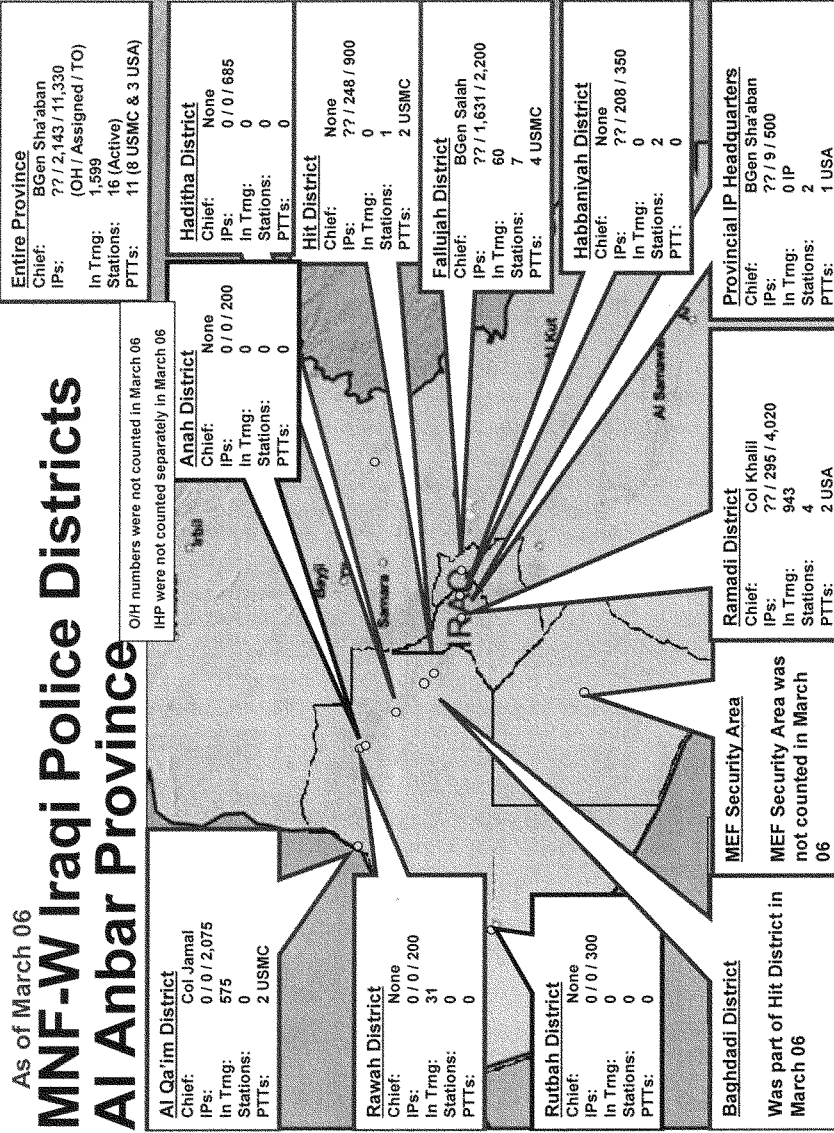 As of March 06
MNF-W Iraqi Police Districts
Al Anbar Province
O/H numbers were not counted in March 06
IHP were not counted separately in March 06
Entire Province
Chief: BGen Sha'aban
IPs: ?? / 2,143 / 11,330
(OH / Assigned / TO)
In Trng: 1,599
Stations: 16 (Active)
PTTs: 11 (8 USMC & 3 USA)
Al Qa'im District
Chief: Col Jamal
IPs: 0 / 0 / 2,075
In Trng: 575
Stations: 0
PTTs: 2 USMC
Anah District
Chief: None
IPs: 0 / 0 / 200
In Trng: 0
Stations: 0
PTTs: 0
Haditha District
Chief: None
IPs: 0 / 0 / 685
In Trng: 0
Stations: 0
PTTs: 0
Hit District
Chief: None
IPs: ?? / 248 / 900
In Trng: 0
Stations: 1
PTTs: 2 USMC
Rawah District
Chief: None
IPs: 0 / 0 / 200
In Trng: 31
Stations: 0
PTTs: 0
Fallujah District
Chief: BGen Salah
IPs: ?? / 1,631 / 2,200
In Trng: 60
Stations: 7
PTTs: 4 USMC
Rutbah District
Chief: None
IPs: 0 / 0 / 300
In Trng: 0
Stations: 0
PTTs: 0
Habbaniyah District
Chief: None
IPs: ?? / 208 / 350
In Trng: 0
Stations: 2
PTT: 0
Baghdadi District
Was part of Hit District in
March 06
MEF Security Area
MEF Security Area was
not counted in March
06
Ramadi District
Chief: Col Khalil
IPs: ?? / 295 / 4,020
In Trng: 943
Stations: 4
PTTs: 2 USA
Provincial IP Headquarters
Chief: BGen Sha'aban
IPs: ?? / 9 / 500
In Trng: 0 IP
Stations: 2
PTTs: 1 USA
Irbil
Bayji
Samara
IRAQ
Al Kut
Al Samawah